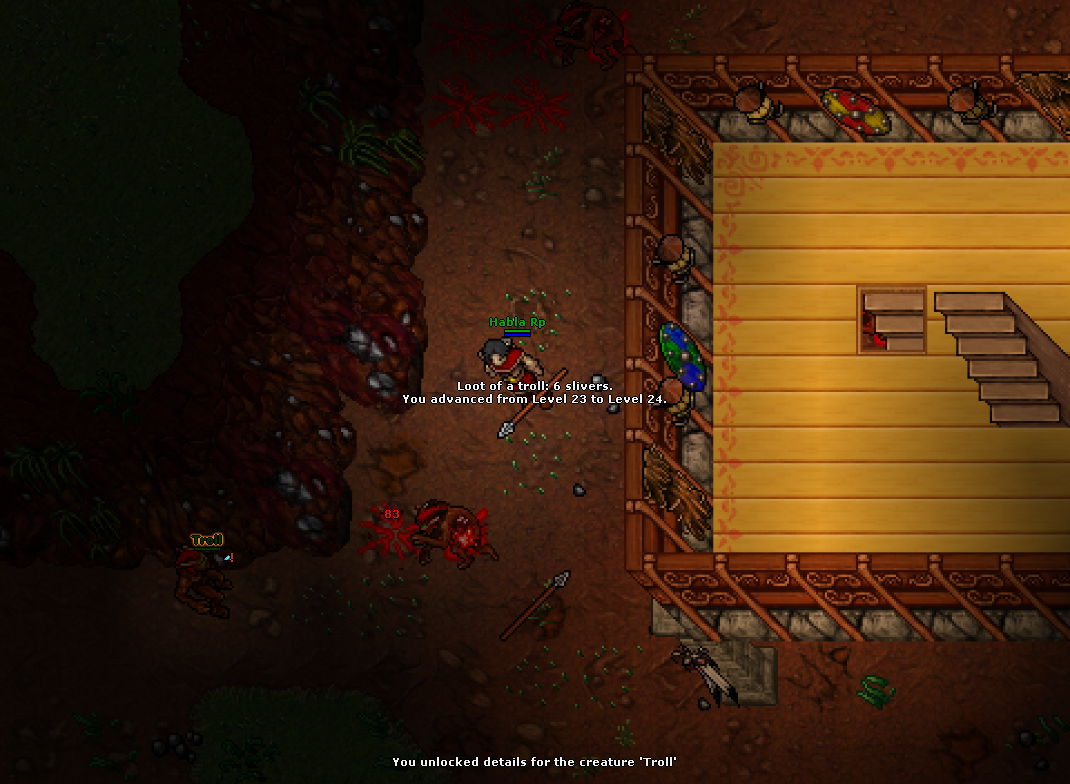 Habla Rp
Loot of a troll: 6 slivers.
You advanced from Level 23 to Level 24.
83
Troll
You unlocked details for the creature 'Troll'